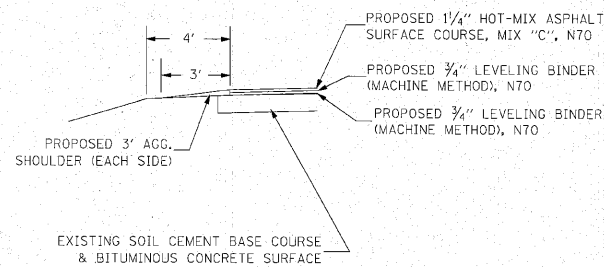 PROPOSED 1¼" HOT-MIX ASPHALT
SURFACE COURSE, MIX "C", N70
4'
3'
PROPOSED ¾" LEVELING BINDER
(MACHINE METHOD), N70
PROPOSED ¾" LEVELING BINDER
(MACHINE METHOD), N70
PROPOSED 3' AGG.
SHOULDER (EACH SIDE)
EXISTING SOIL CEMENT BASE COURSE
& BITUMINOUS CONCRETE SURFACE